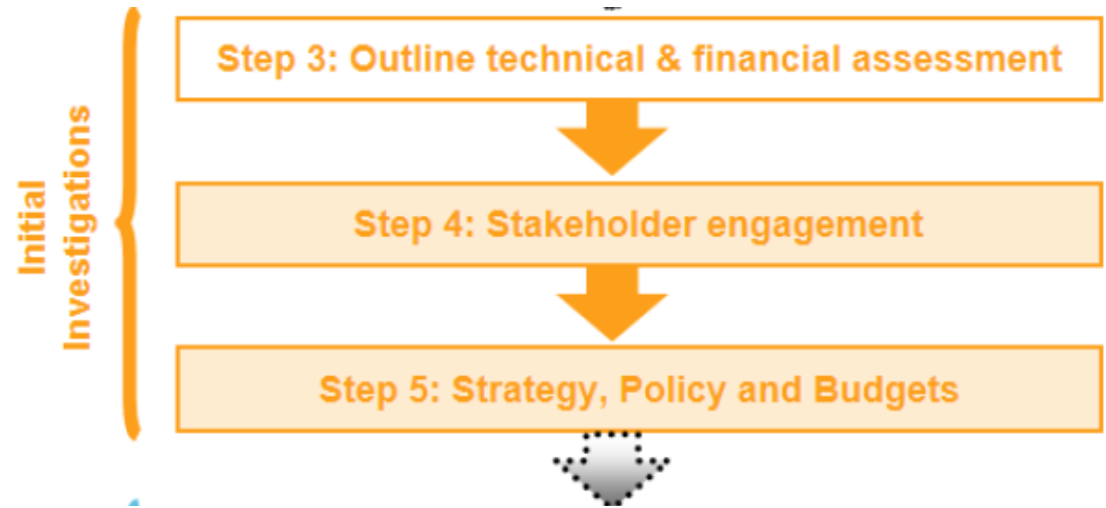 Initial
Investigations
Step 3: Outline technical & financial assessment
Step 4: Stakeholder engagement
Step 5: Strategy, Policy and Budgets